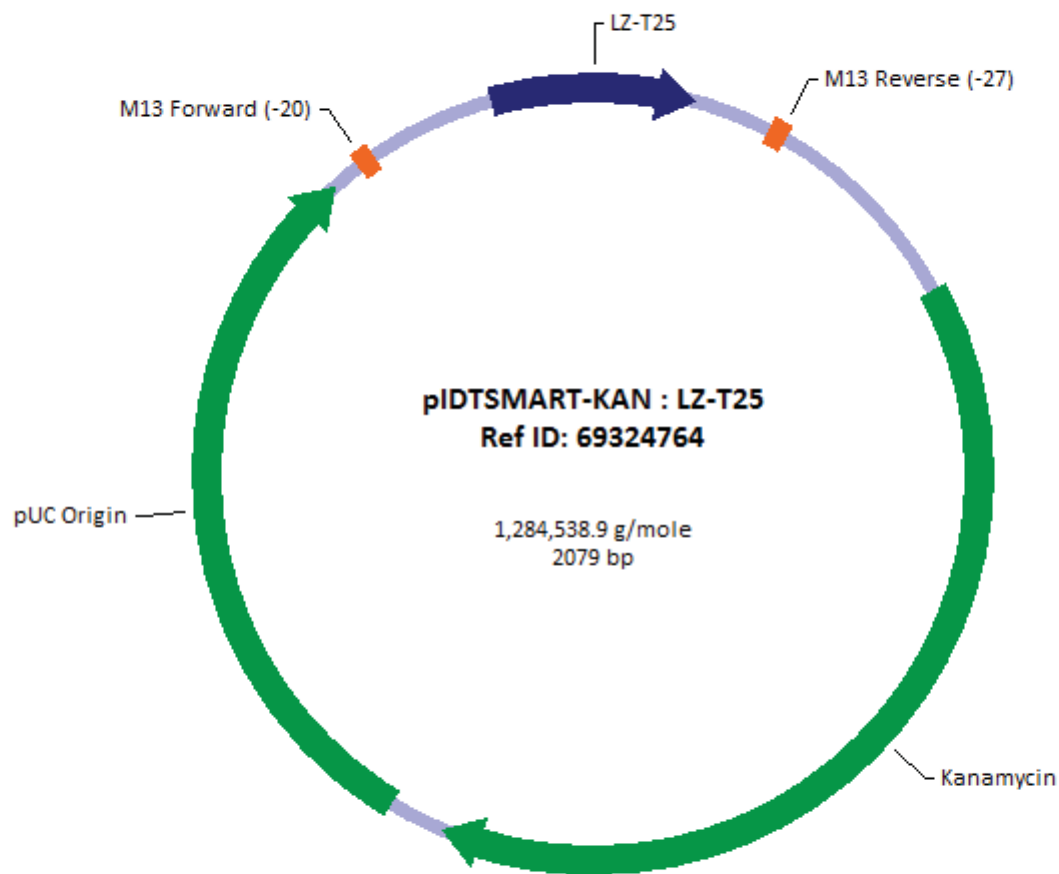 LZ-T25
M13 Reverse (-27)
M13 Forward (-20)
pIDTSMART-KAN : LZ-T25
Ref ID: 69324764
pUC Origin
1,284,538.9 g/mole
2079 bp
Kanamycin